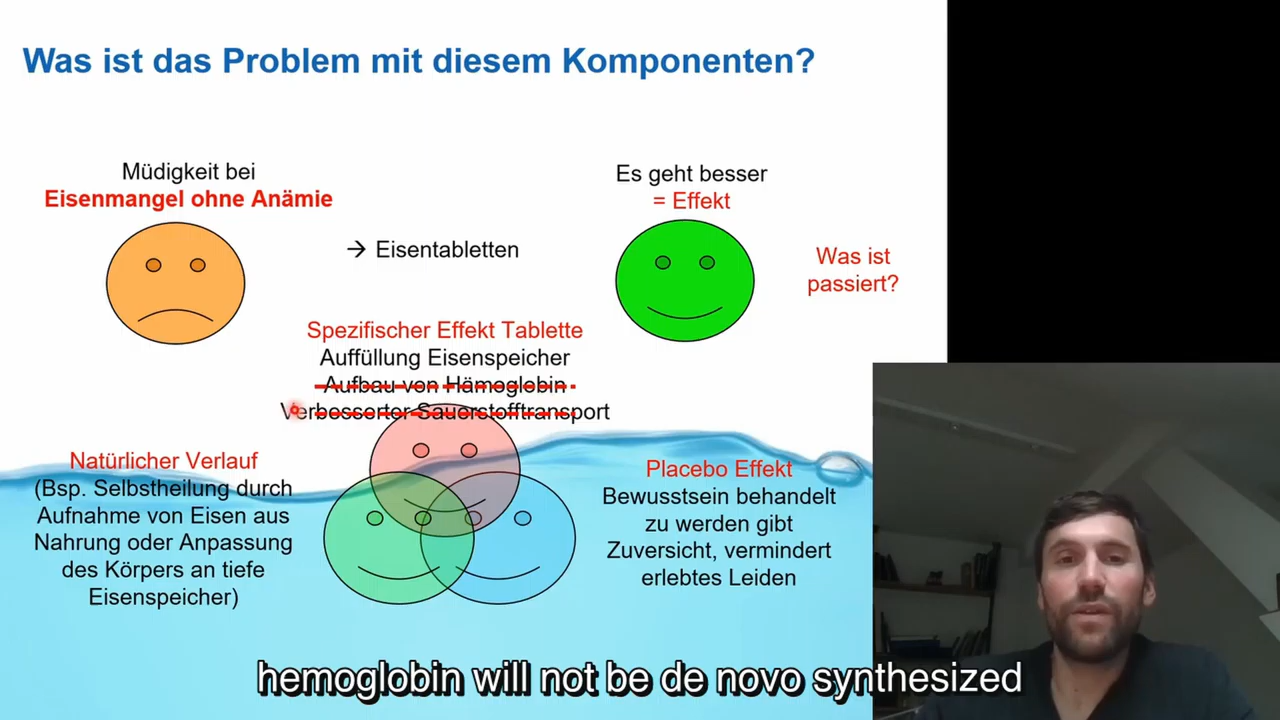 Was ist das Problem mit diesem Komponenten?
Müdigkeit bei
Eisenmangel ohne Anämie
→ Eisentabletten
Es geht besser
= Effekt
Was ist
passiert?
Spezifischer Effekt Tablette
Auffüllung Eisenspeicher
Aufbau von Hämoglobin
Verbesserter Sauerstofftransport
Natürlicher Verlauf
(Bsp. Selbstheilung durch
Aufnahme von Eisen aus
Nahrung oder Anpassung
des Körpers an tiefe
Eisenspeicher)
Placebo Effekt
Bewusstsein behandelt
zu werden gibt
Zuversicht, vermindert
erlebtes Leiden
hemoglobin will not be de novo synthesized